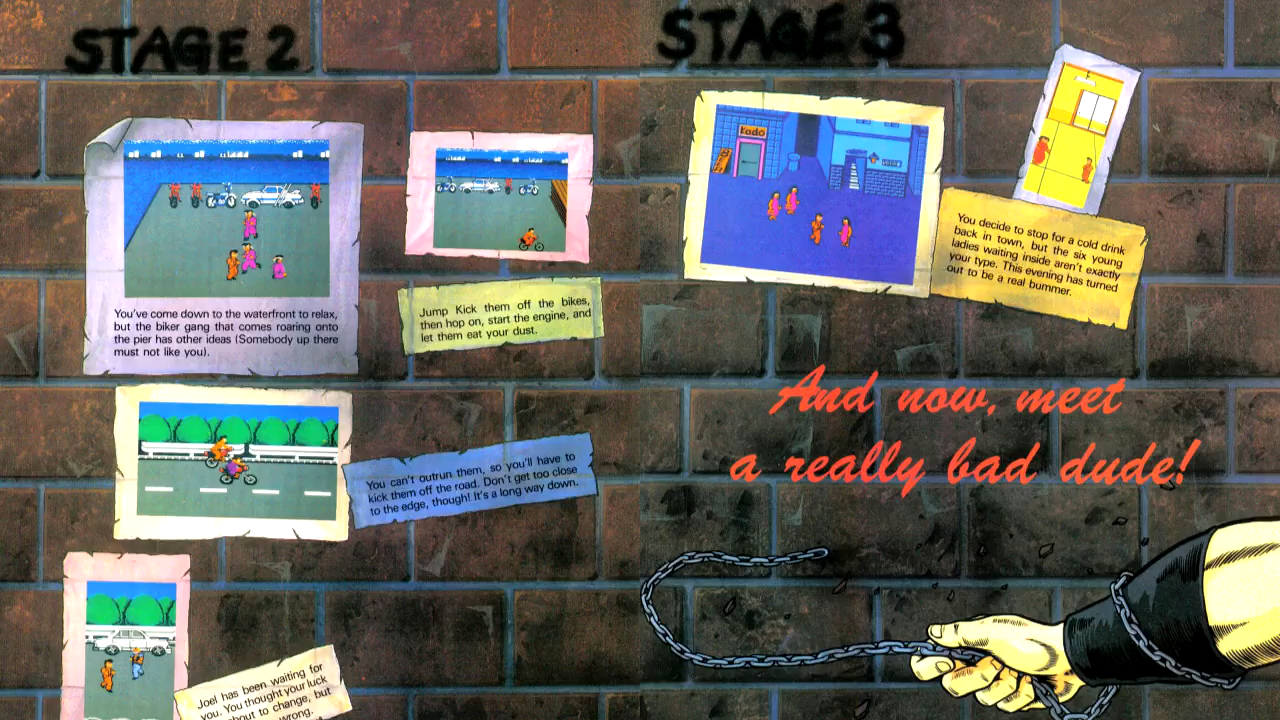 STAGE 2
You've come down to the waterfront to relax,
but the biker gang that comes roaring onto
the pier has other ideas (Somebody up there
must not like you).
Jump Kick them off the bikes,
then hop on, start the engine, and
let them eat your dust.
You can't outrun them, so you'll have to
kick them off the road. Don't get too close
to the edge, though! It's a long way down.
Joel has been waiting for
you. You thought your luck
about to change, but
wrong.
STAGE 3
Kado
You decide to stop for a cold drink
back in town, but the six young
ladies waiting inside aren't exactly
your type. This evening has turned
out to be a real bummer.
And now, meet
a really bad dude!